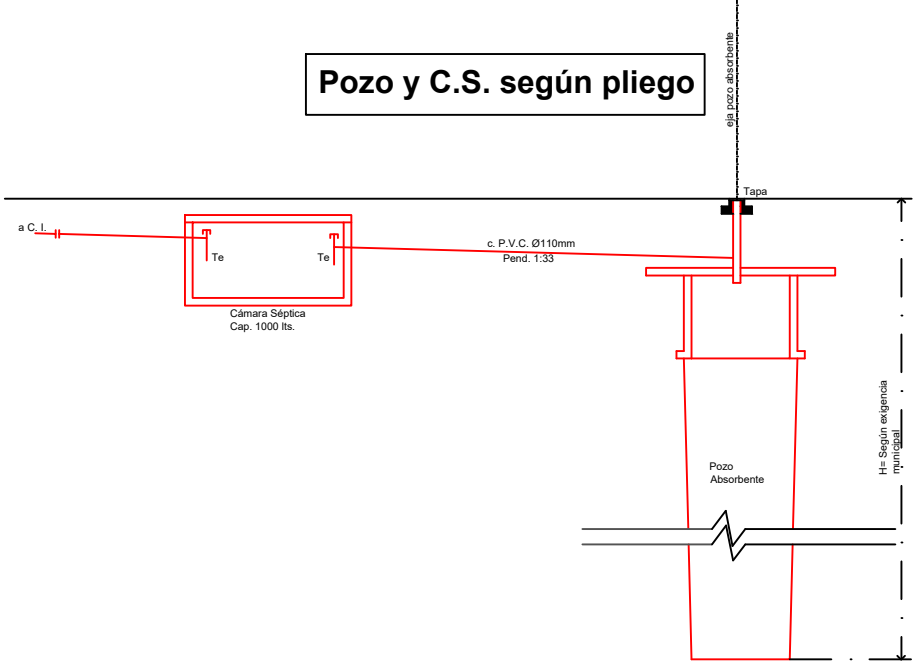 Pozo y C.S. según pliego
eja pozo absorbente
Tapa
a C. I.
Te
Te
c. P.V.C. Ø110mm
Pend. 1:33
Cámara Séptica
Cap. 1000 lts.
H= Según exigencia
municipal
Pozo
Absorbente